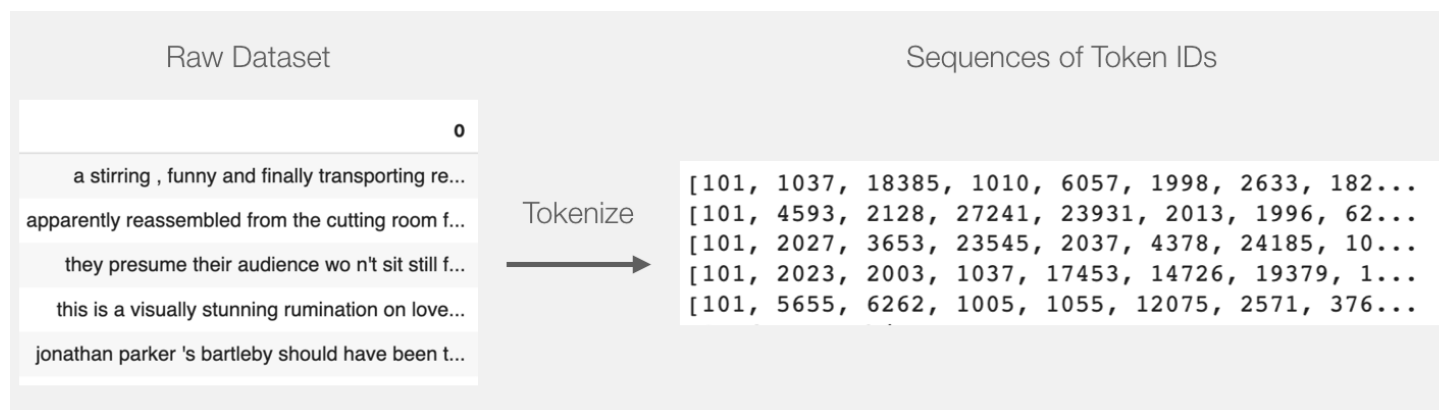 Raw Dataset
Sequences of Token IDs
0
a stirring , funny and finally transporting re...
apparently reassembled from the cutting room f...
they presume their audience wo n't sit still f...
this is a visually stunning rumination on love...
jonathan parker 's bartleby should have been t...
Tokenize
[101, 1037, 18385, 1010, 6057, 1998, 2633, 182...
[101, 4593, 2128, 27241, 23931, 2013, 1996, 62...
[101, 2027, 3653, 23545, 2037, 4378, 24185, 10...
[101, 2023, 2003, 1037, 17453, 14726, 19379, 1...
[101, 5655, 6262, 1005, 1055, 12075, 2571, 376...